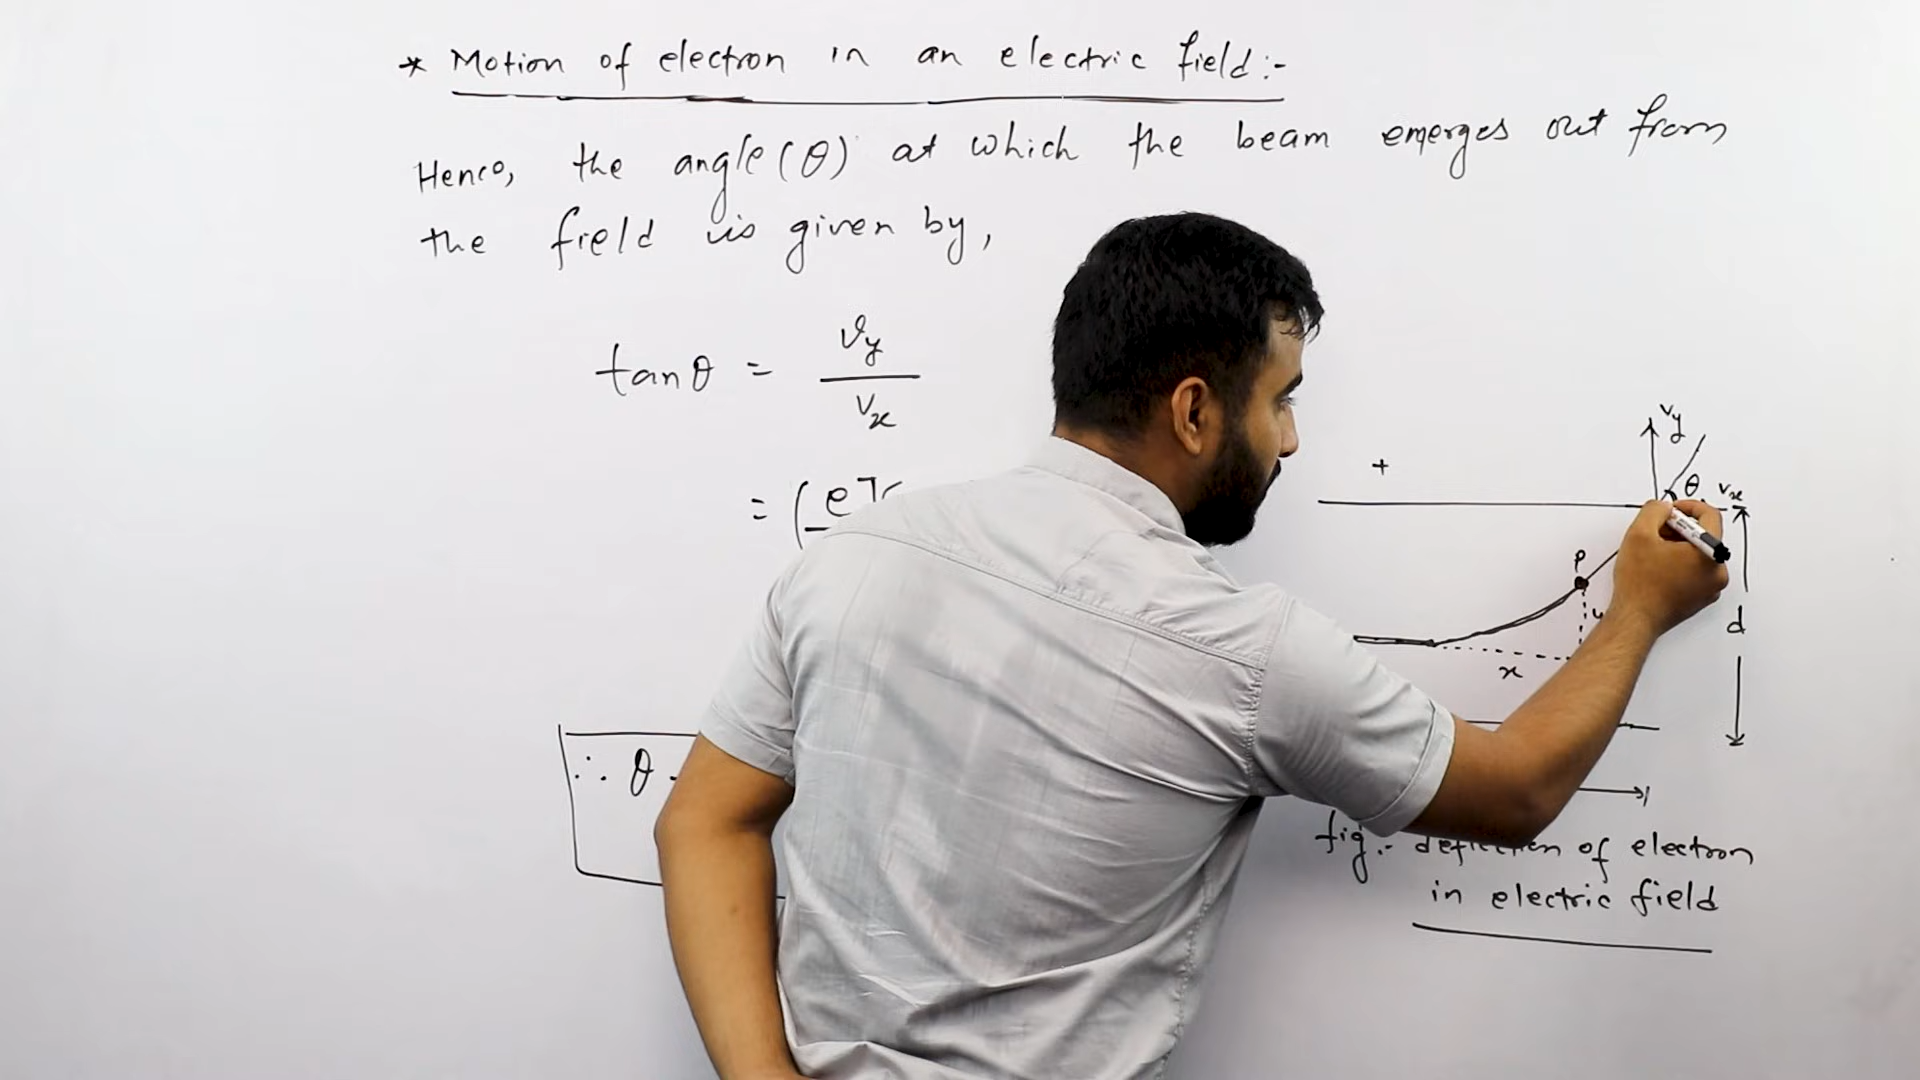 * Motion of electron in an electric field:-
Hence, the angle (θ) at which the beam emerges out from
the field is given by,
tanθ = vy / vx
= (e
∴ θ
+
vy
θ
vx
P
x
d
fig:- deflection of electron
in electric field